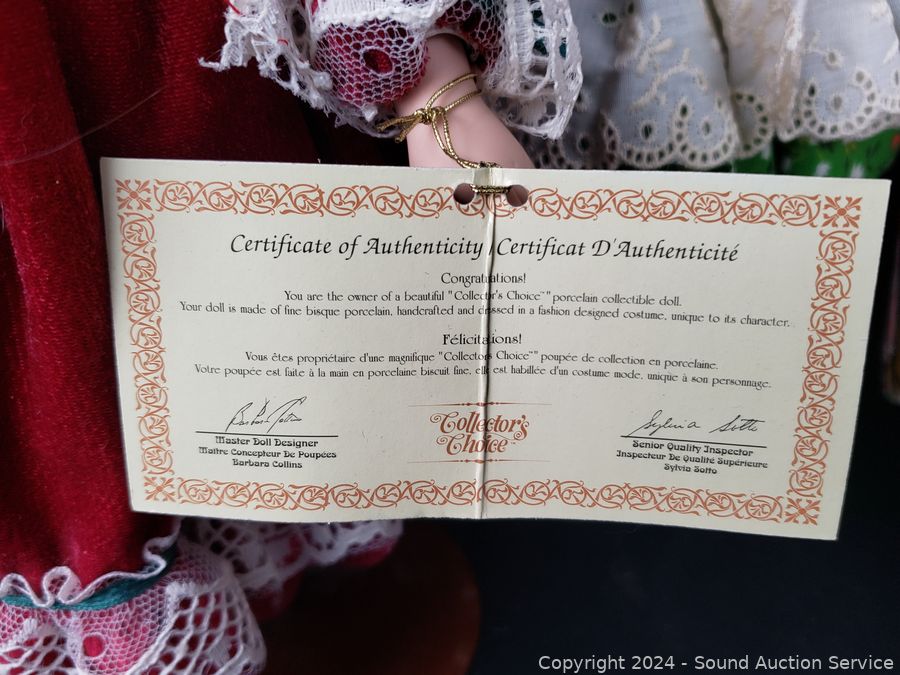 Certificate of Authenticity Certificat D'Authenticité
Congratulations!
You are the owner of a beautiful "Collector's Choice™" porcelain collectible doll.
Your doll is made of fine bisque porcelain, handcrafted and dressed in a fashion designed costume, unique to its character.
Félicitations!
Vous êtes propriétaire d'une magnifique "Collectors Choice™" poupée de collection en porcelaine.
Votre poupée est faite à la main en porcelaine biscuit fine, elle est habillée d'un costume mode, unique à son personnage.
Master Doll Designer
Maître Concepteur De Poupées
Barbara Collins
Collector's
Choice™
Sylvia Sotto
Senior Quality Inspector
Inspecteur De Qualité Supérieure
Sylvia Sotto
Copyright 2024 - Sound Auction Service